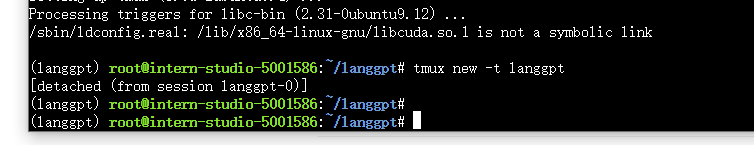 Processing triggers for libc-bin (2.31-0ubuntu9.12) ...
/sbin/ldconfig.real: /lib/x86_64-linux-gnu/libcuda.so.1 is not a symbolic link
(langgpt) root@intern-studio-5001586:~/langgpt# tmux new -t langgpt
[detached (from session langgpt-0)]
(langgpt) root@intern-studio-5001586:~/langgpt#
(langgpt) root@intern-studio-5001586:~/langgpt#